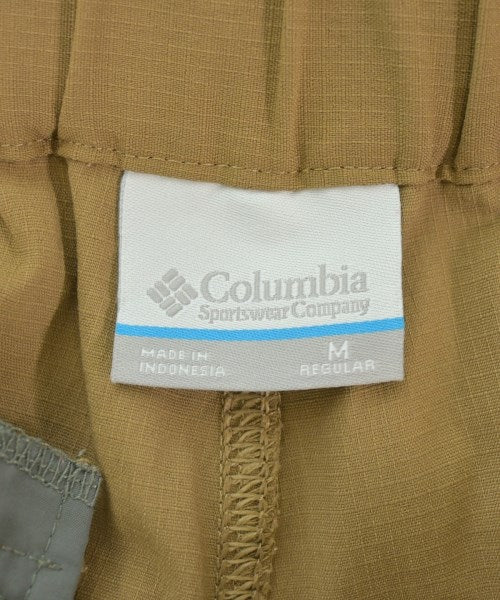 Columbia
Sportswear Company
MADE IN
INDONESIA
M
REGULAR